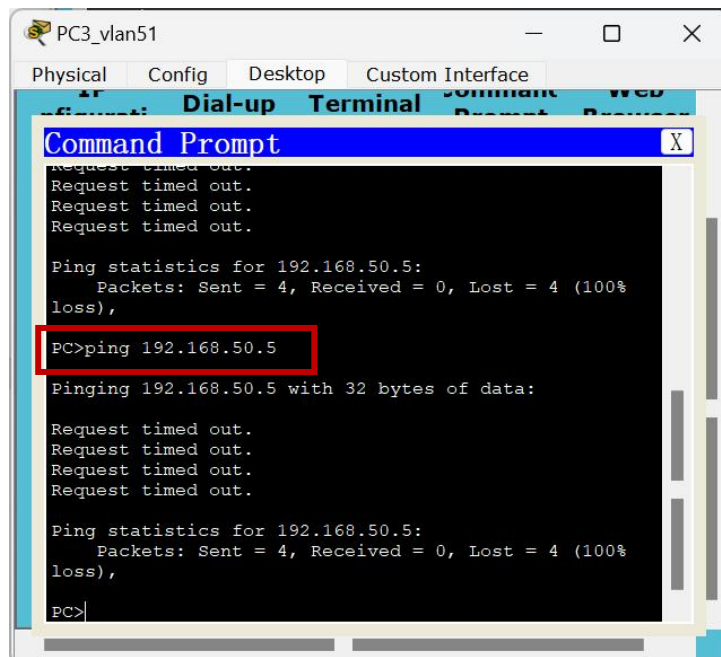 PC3_vlan51
Physical Config Desktop Custom Interface
Dial-up Terminal
Command Prompt X
Request timed out.
Request timed out.
Request timed out.
Request timed out.
Ping statistics for 192.168.50.5:
Packets: Sent = 4, Received = 0, Lost = 4 (100%
loss),
PC>ping 192.168.50.5
Pinging 192.168.50.5 with 32 bytes of data:
Request timed out.
Request timed out.
Request timed out.
Request timed out.
Ping statistics for 192.168.50.5:
Packets: Sent = 4, Received = 0, Lost = 4 (100%
loss),
PC>